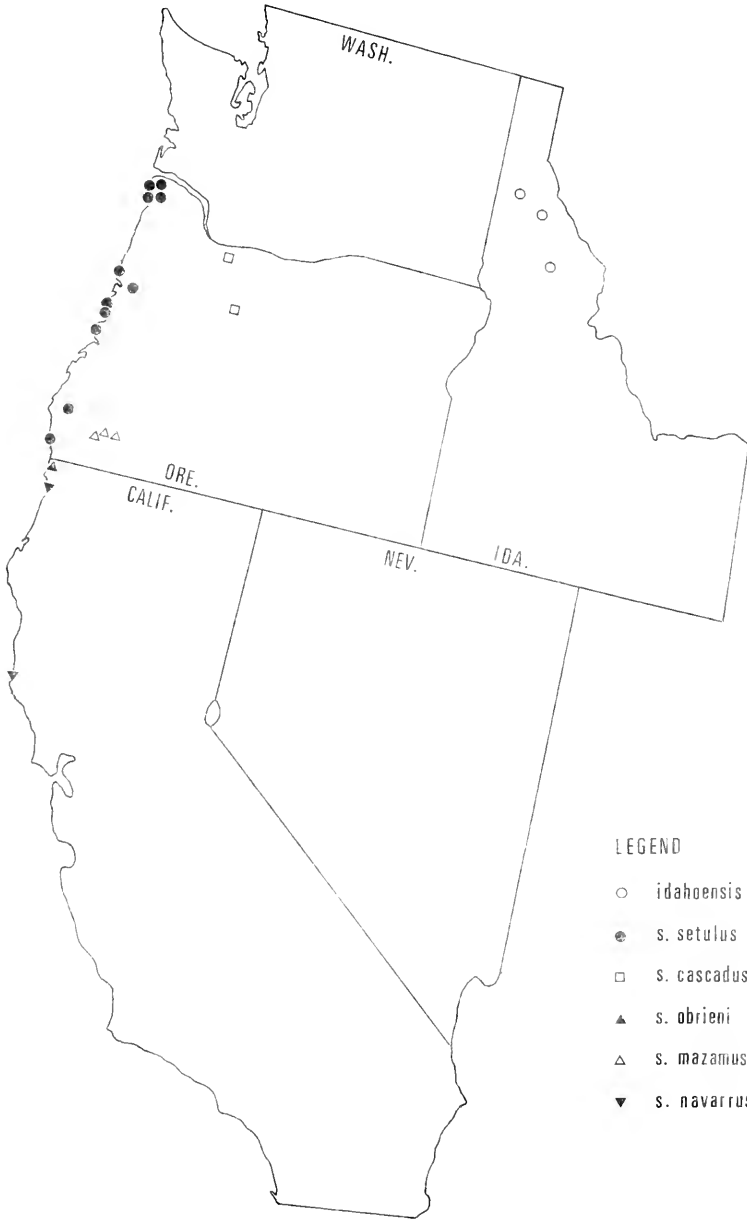 WASH.
ORE.
CALIF.
NEV.
IDA.
LEGEND
idahoensis
s. setulus
s. cascadus
s. obrieni
s. mazamus
s. navarrus